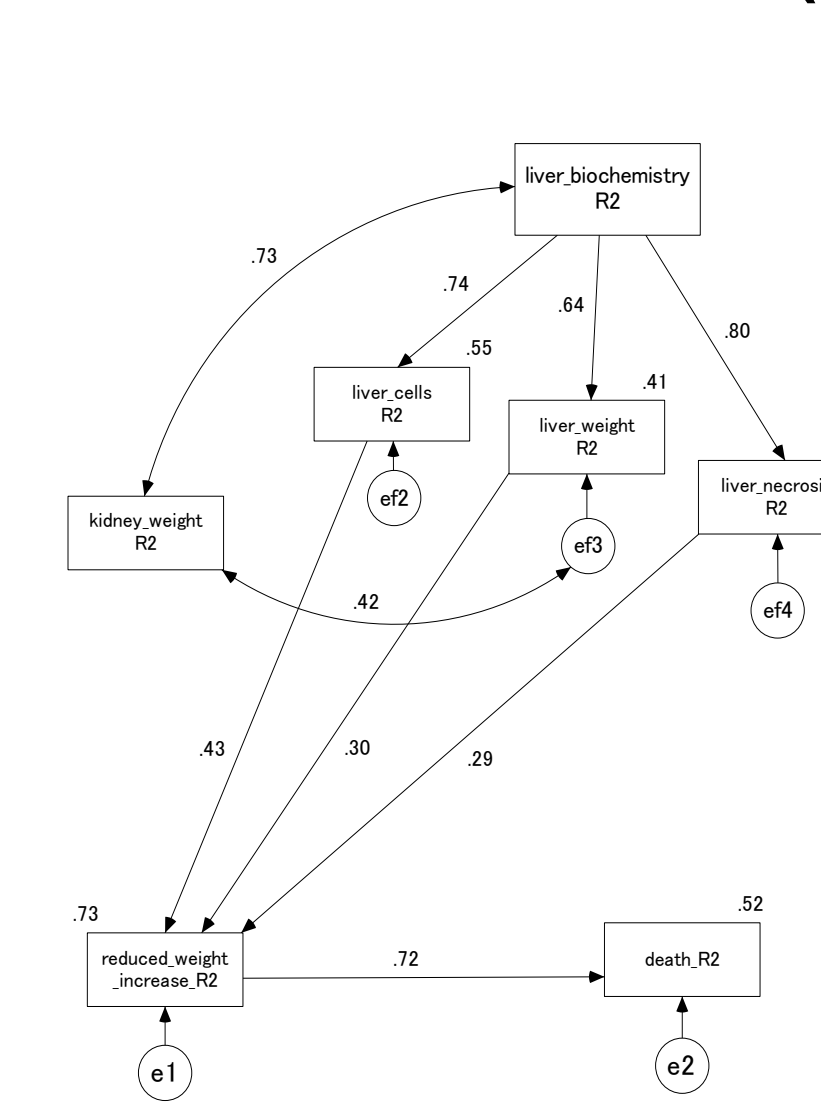 liver_biochemistry
R2
.73
.74
.64
.80
.55
.41
liver_cells
R2
liver_weight
R2
liver_necrosi
R2
kidney_weight
R2
ef2
ef3
ef4
.42
.43
.30
.29
.73
.52
reduced_weight
_increase_R2
.72
death_R2
e1
e2